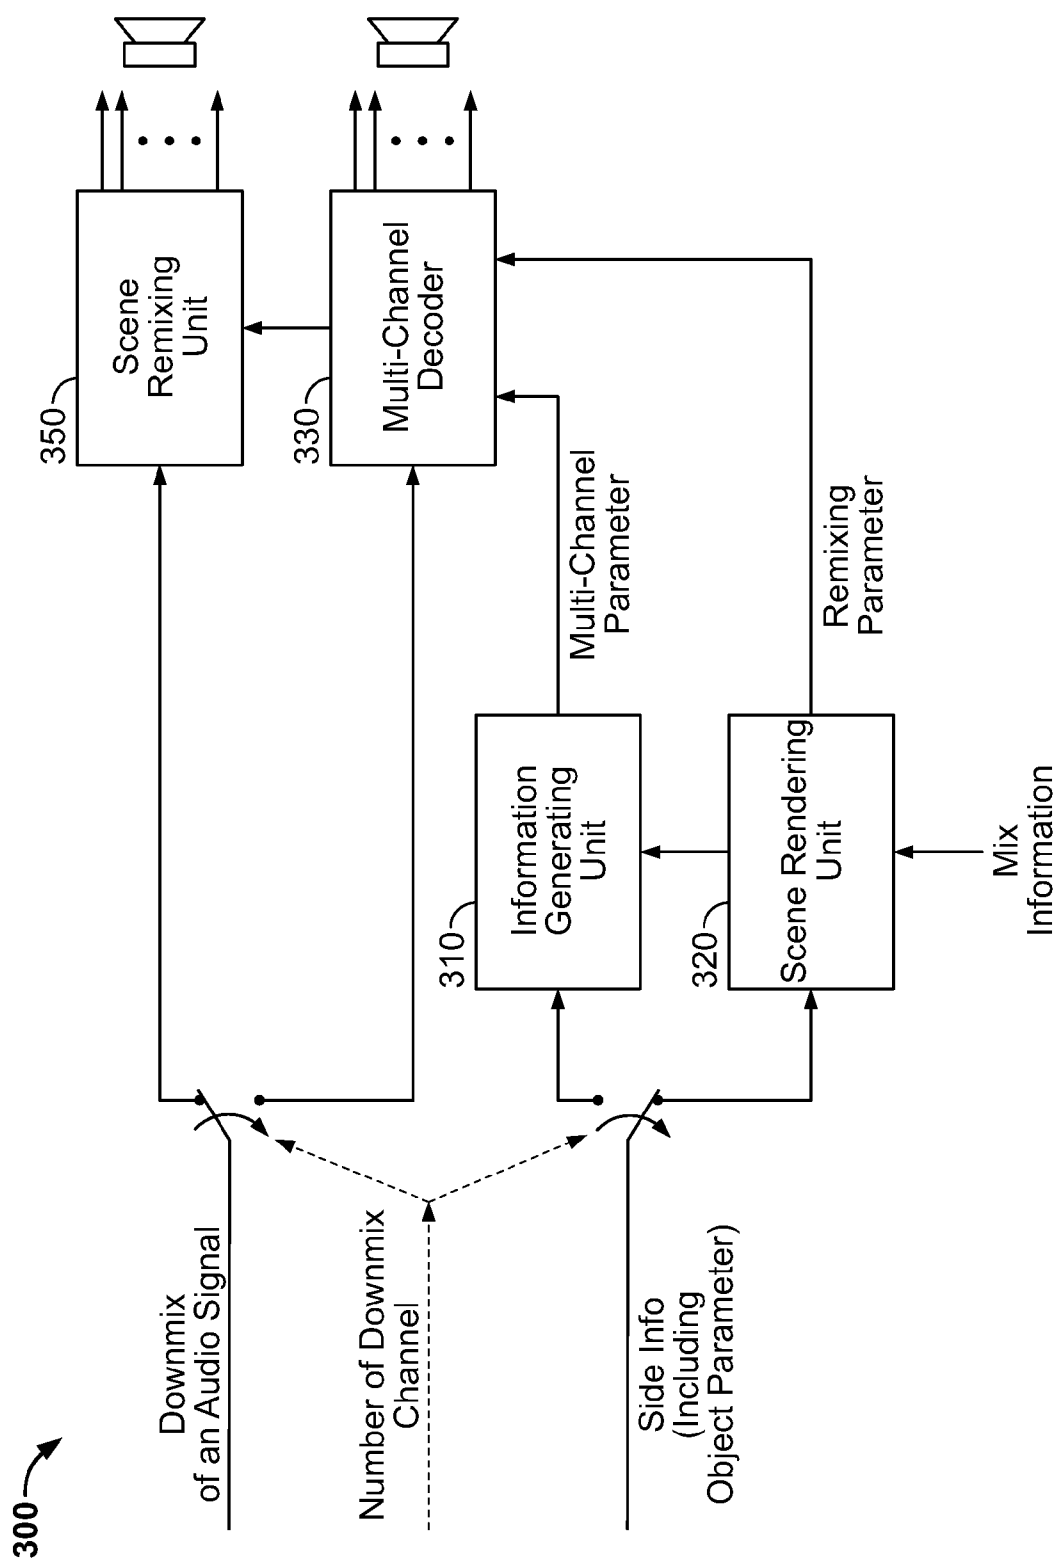 300
Downmix
of an Audio Signal
Number of Downmix
Channel
Side Info
(Including
Object Parameter)
350
Scene
Remixing
Unit
330
Multi-Channel
Decoder
310
Information
Generating
Unit
Multi-Channel
Parameter
320
Scene Rendering
Unit
Remixing
Parameter
Mix
Information